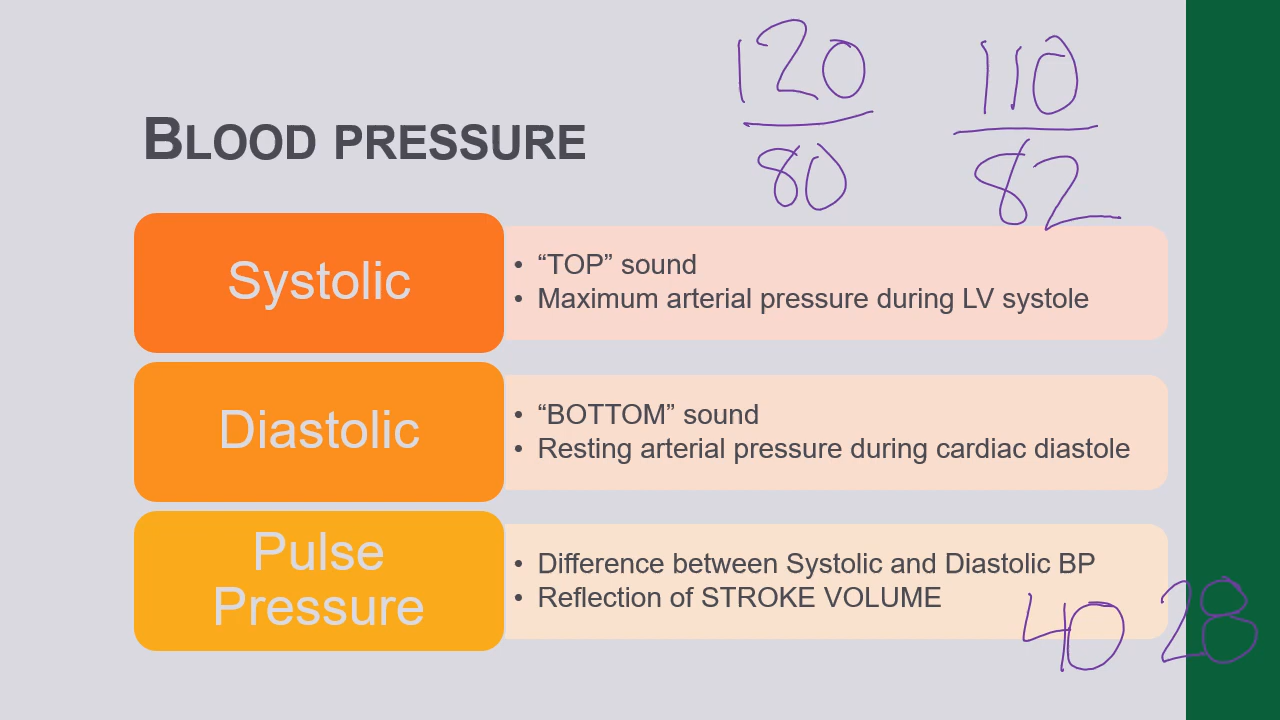 120 110
80 82
BLOOD PRESSURE
Systolic
• “TOP” sound
• Maximum arterial pressure during LV systole
Diastolic
• “BOTTOM” sound
• Resting arterial pressure during cardiac diastole
Pulse
Pressure
• Difference between Systolic and Diastolic BP
• Reflection of STROKE VOLUME
40 28